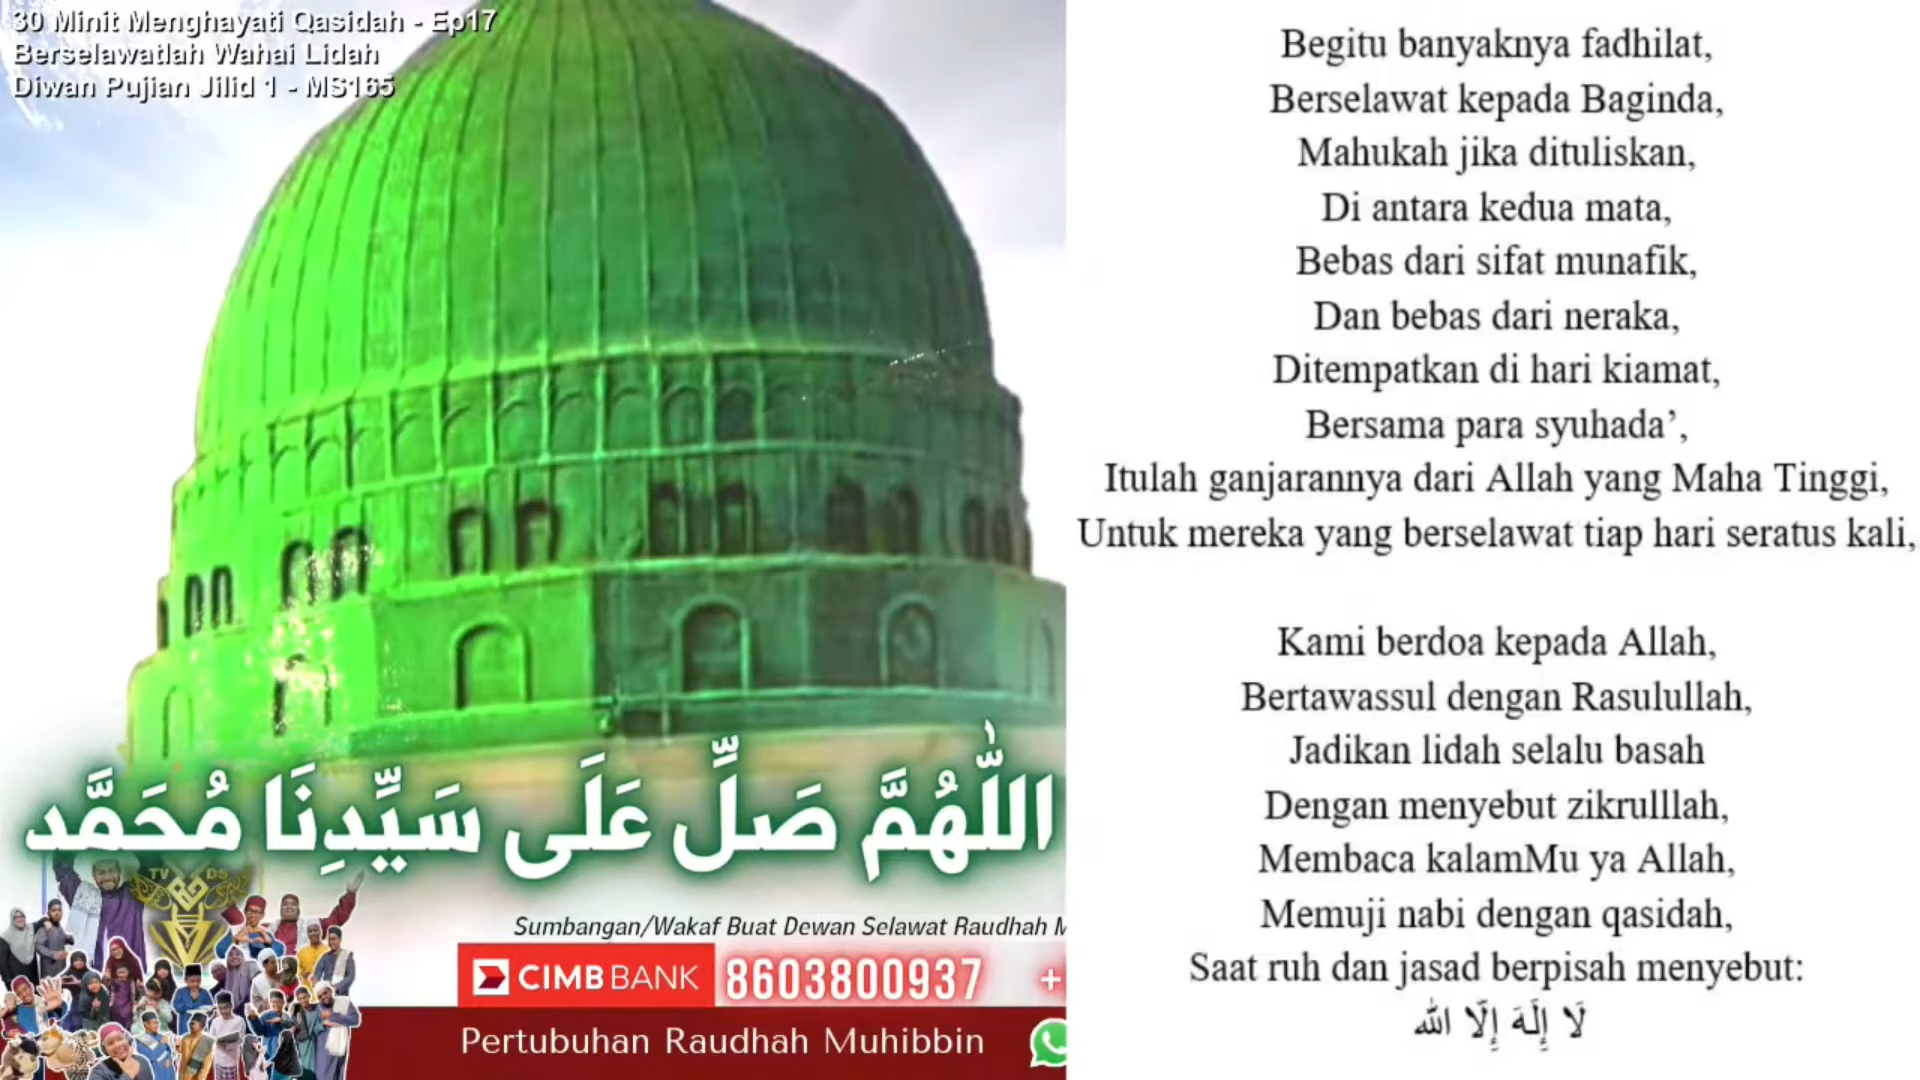 30 Minit Menghayati Qasidah - Ep17
Berselawatlah Wahai Lidah
Diwan Pujian Jilid 1 - MS165
اللّٰهُمَّ صَلِّ عَلَى سَيِّدِنَا مُحَمَّد
TV DS
Sumbangan/Wakaf Buat Dewan Selawat Raudhah M
CIMB BANK 8603800937 +
Pertubuhan Raudhah Muhibbin
Begitu banyaknya fadhilat,
Berselawat kepada Baginda,
Mahukah jika dituliskan,
Di antara kedua mata,
Bebas dari sifat munafik,
Dan bebas dari neraka,
Ditempatkan di hari kiamat,
Bersama para syuhada’,
Itulah ganjarannya dari Allah yang Maha Tinggi,
Untuk mereka yang berselawat tiap hari seratus kali,
Kami berdoa kepada Allah,
Bertawassul dengan Rasulullah,
Jadikan lidah selalu basah
Dengan menyebut zikrulllah,
Membaca kalamMu ya Allah,
Memuji nabi dengan qasidah,
Saat ruh dan jasad berpisah menyebut:
لَا إِلَهَ إِلَّا الله